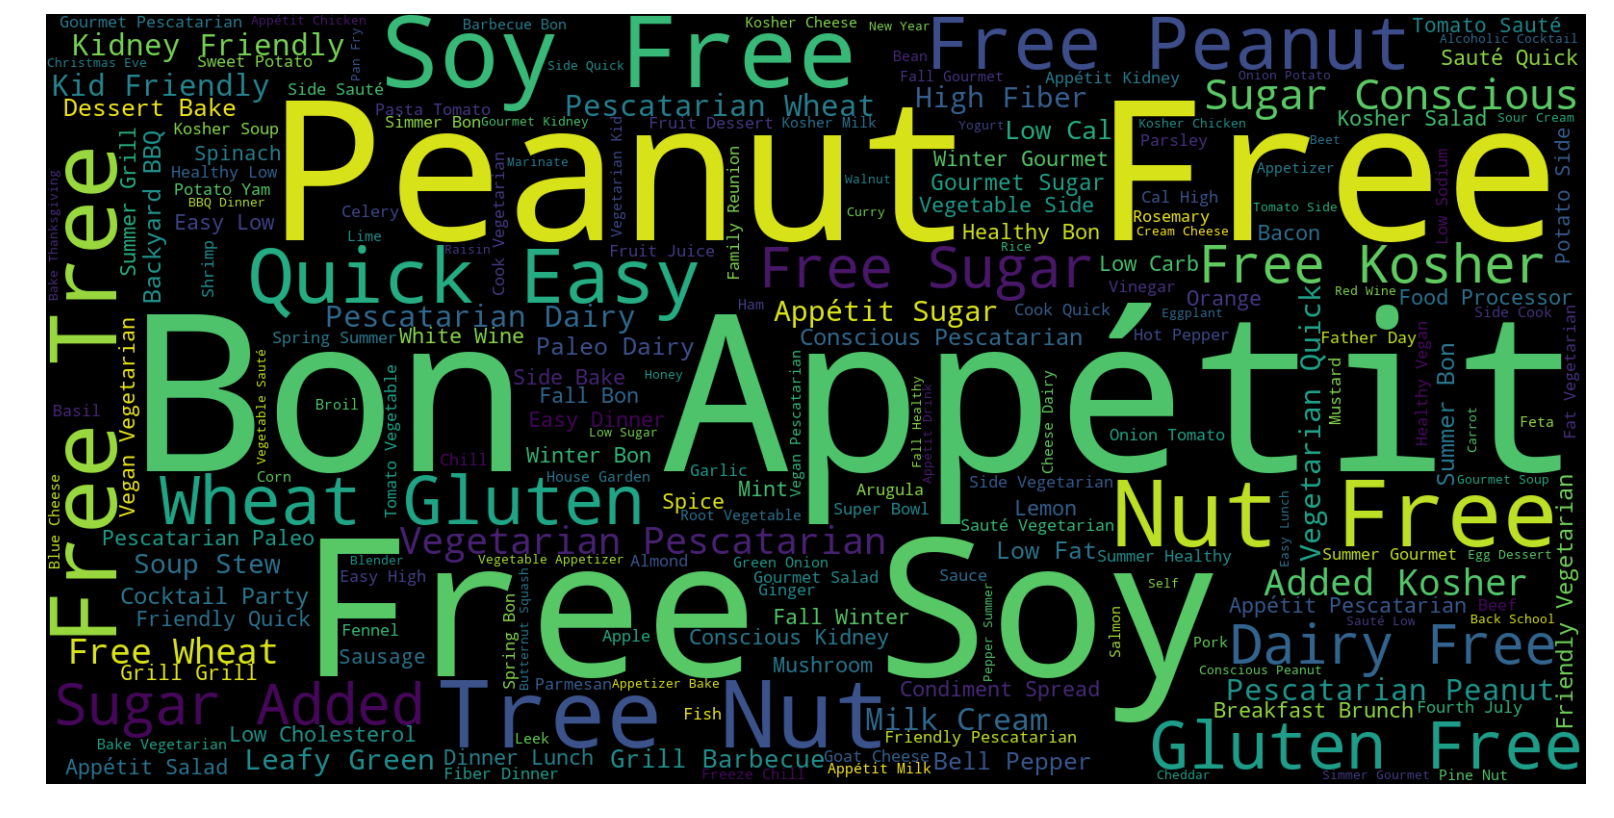 Gourmet Pescatarian
Appétit Chicken
Soy Free
Barbecue Bon
Kosher Cheese
New Year
Free Peanut
Tomato Sauté
Kidney Friendly
Pan Fry
Alcoholic Cocktail
Christmas Eve
Sweet Potato
Side Quick
Bean
Sauté Quick
Kid Friendly
Side Sauté
Fall Gourmet
Appétit Kidney
Onion Potato
Dessert Bake
Pasta Tomato
Pescatarian Wheat
High Fiber
Sugar Conscious
Kosher Soup
Simmer Bon
Gourmet Kidney
Fruit Dessert
Kosher Milk
Yogurt
Low Cal
Kosher Chicken
Kosher Salad
Sour Cream
Peanut Free
Free Tree
Summer Grill
Backyard BBQ
Spinach
Healthy Low
Potato Yam
BBQ Dinner
Easy Low
Bake Thanksgiving
Marinate
Vegetarian Kid
Family Reunion
Walnut
Winter Gourmet
Gourmet Sugar
Vegetable Side
Parsley
Appetizer
Beet
Low Sodium
Potato Side
Cal High
Celery
Curry
Rosemary
Cream Cheese
Tomato Side
Lime
Raisin
Cook Vegetarian
Fruit Juice
Healthy Bon
Rice
Bacon
Shrimp
Quick Easy
Free Sugar
Low Carb
Free Kosher
Vinegar
Orange
Red Wine
Food Processor
Pescatarian Dairy
Ham
Appétit Sugar
Cook Quick
Eggplant
Side Cook
Vegan Vegetarian
Spring Summer
White Wine
Paleo Dairy
Conscious Pescatarian
Hot Pepper
Vegetarian Quick
Father Day
Bon Appétit
Vegetable Sauté
Tomato Vegetable
Side Bake
Honey
Fall Bon
Vegan Pescatarian
Fall Healthy
Appétit Drink
Cheese Dairy
Mustard
Healthy Vegan
Summer Bon
Carrot
Fat Vegetarian
Basil
Broil
Easy Dinner
Low Sugar
Onion Tomato
Feta
Chill
Winter Bon
Corn
House Garden
Garlic
Blue Cheese
Wheat Gluten
Spice
Mint
Arugula
Side Vegetarian
Gourmet Soup
Root Vegetable
Super Bowl
Lemon
Nut Free
Sauté Vegetarian
Easy Lunch
Pescatarian Paleo
Vegetarian Pescatarian
Low Fat
Summer Healthy
Summer Gourmet
Egg Dessert
Soup Stew
Blender
Vegetable Appetizer
Almond
Green Onion
Easy High
Butternut Squash
Gourmet Salad
Sauce
Free Soy
Self
Added Kosher
Friendly Vegetarian
Cocktail Party
Ginger
Pepper Summer
Appétit Pescatarian
Beef
Friendly Quick
Fennel
Spring Bon
Fall Winter
Salmon
Sauté Low
Back School
Apple
Conscious Kidney
Pork
Dairy Free
Free Wheat
Sausage
Mushroom
Grill Grill
Conscious Peanut
Sugar Added
Tree Nut
Parmesan
Appetizer Bake
Condiment Spread
Pescatarian Peanut
Fish
Milk Cream
Breakfast Brunch
Fourth July
Low Cholesterol
Leek
Friendly Pescatarian
Gluten Free
Bake Vegetarian
Appétit Salad
Leafy Green
Dinner Lunch
Grill Barbecue
Goat Cheese
Bell Pepper
Fiber Dinner
Freeze Chill
Appétit Milk
Cheddar
Simmer Gourmet
Pine Nut